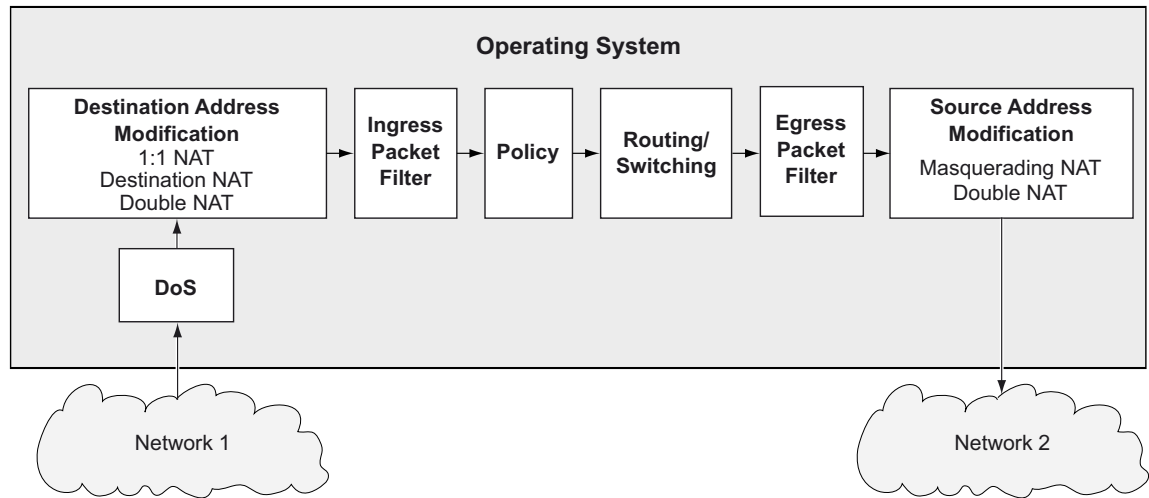 Operating System
Destination Address
Modification
1:1 NAT
Destination NAT
Double NAT
Ingress
Packet
Filter
Policy
Routing/
Switching
Egress
Packet
Filter
Source Address
Modification
Masquerading NAT
Double NAT
DoS
Network 1
Network 2